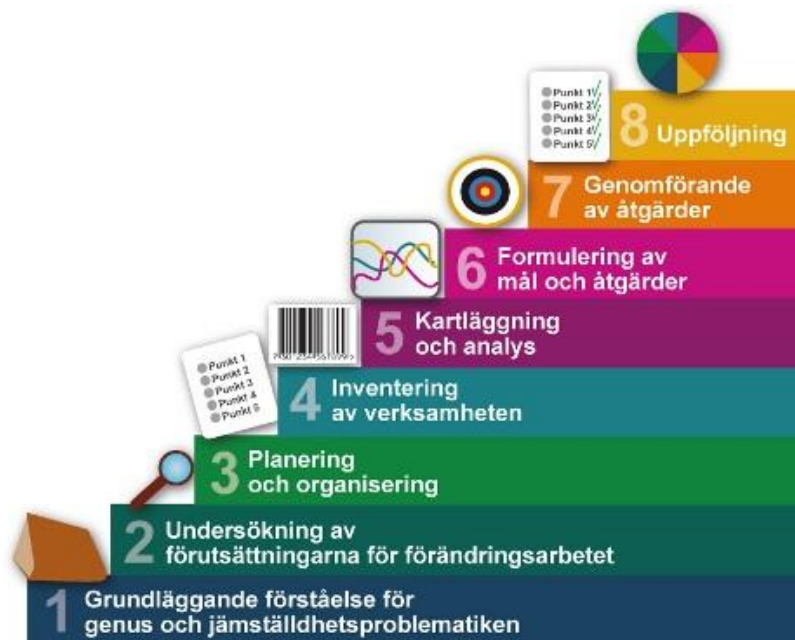 Punkt 1
Punkt 2
Punkt 3
Punkt 4
Punkt 5
8 Uppföljning
7 Genomförande
av åtgärder
6 Formulering av
mål och åtgärder
5 Kartläggning
och analys
Punkt 1
Punkt 2
Punkt 3
Punkt 4
Punkt 5
4 Inventering
av verksamheten
3 Planering
och organisering
2 Undersökning av
förutsättningarna för förändringsarbetet
1 Grundläggande förståelse för
genus och jämställdhetsproblematiken